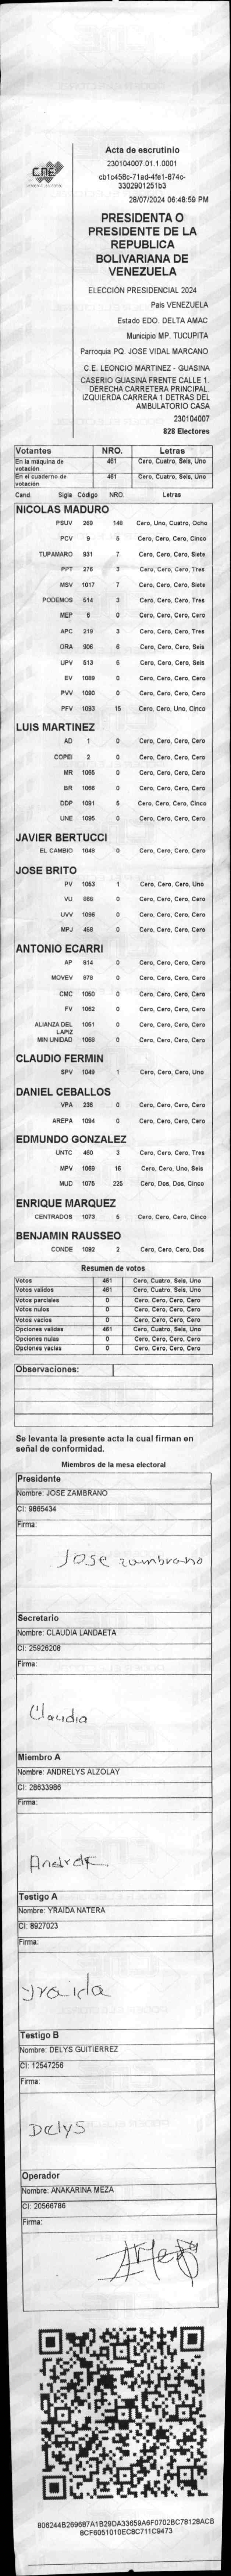 CNE
Acta de escrutinio
230104007.01.1.0001
cb1c458c-71ad-4fe1-874c-
3302901251b3
28/07/2024 06:48:59 PM
PRESIDENTA O
PRESIDENTE DE LA
REPUBLICA
BOLIVARIANA DE
VENEZUELA
ELECCIÓN PRESIDENCIAL 2024
Pais VENEZUELA
Estado EDO. DELTA AMAC
Municipio MP. TUCUPITA
Parroquia PQ. JOSE VIDAL MARCANO
C.E. LEONCIO MARTINEZ - GUASINA
CASERIO GUASINA FRENTE CALLE 1.
DERECHA CARRETERA PRINCIPAL.
IZQUIERDA CARRERA 1 DETRAS DEL
AMBULATORIO CASA
230104007
828 Electores
Votantes NRO. Letras
En la máquina de votación 461 Cero, Cuatro, Seis, Uno
En el cuaderno de votación 461 Cero, Cuatro, Seis, Uno
Cand. Sigla Código NRO. Letras
NICOLAS MADURO
PSUV 269 148 Cero, Uno, Cuatro, Ocho
PCV 9 5 Cero, Cero, Cero, Cinco
TUPAMARO 931 7 Cero, Cero, Cero, Siete
PPT 276 3 Cero, Cero, Cero, Tres
MSV 1017 7 Cero, Cero, Cero, Siete
PODEMOS 514 3 Cero, Cero, Cero, Tres
MEP 6 0 Cero, Cero, Cero, Cero
APC 219 3 Cero, Cero, Cero, Tres
ORA 906 6 Cero, Cero, Cero, Seis
UPV 513 6 Cero, Cero, Cero, Seis
EV 1089 0 Cero, Cero, Cero, Cero
PVV 1080 0 Cero, Cero, Cero, Cero
PFV 1093 15 Cero, Cero, Uno, Cinco
LUIS MARTINEZ
AD 1 0 Cero, Cero, Cero, Cero
COPEI 2 0 Cero, Cero, Cero, Cero
MR 1055 0 Cero, Cero, Cero, Cero
BR 1066 0 Cero, Cero, Cero, Cero
DDP 1091 5 Cero, Cero, Cero, Cinco
UNE 1095 0 Cero, Cero, Cero, Cero
JAVIER BERTUCCI
EL CAMBIO 1048 0 Cero, Cero, Cero, Cero
JOSE BRITO
PV 1053 1 Cero, Cero, Cero, Uno
VU 868 0 Cero, Cero, Cero, Cero
UVV 1096 0 Cero, Cero, Cero, Cero
MPJ 458 0 Cero, Cero, Cero, Cero
ANTONIO ECARRI
AP 814 0 Cero, Cero, Cero, Cero
MOVEV 878 0 Cero, Cero, Cero, Cero
CMC 1050 0 Cero, Cero, Cero, Cero
FV 1062 0 Cero, Cero, Cero, Cero
ALIANZA DEL LAPIZ 1051 0 Cero, Cero, Cero, Cero
MIN UNIDAD 1068 0 Cero, Cero, Cero, Cero
CLAUDIO FERMIN
SPV 1049 1 Cero, Cero, Cero, Uno
DANIEL CEBALLOS
VPA 236 0 Cero, Cero, Cero, Cero
AREPA 1094 0 Cero, Cero, Cero, Cero
EDMUNDO GONZALEZ
UNTC 460 3 Cero, Cero, Cero, Tres
MPV 1069 16 Cero, Cero, Uno, Seis
MUD 1075 225 Cero, Dos, Dos, Cinco
ENRIQUE MARQUEZ
CENTRADOS 1073 5 Cero, Cero, Cero, Cinco
BENJAMIN RAUSSEO
CONDE 1082 2 Cero, Cero, Cero, Dos
Resumen de votos
Votos 461 Cero, Cuatro, Seis, Uno
Votos validos 461 Cero, Cuatro, Seis, Uno
Votos parciales 0 Cero, Cero, Cero, Cero
Votos nulos 0 Cero, Cero, Cero, Cero
Votos vacios 0 Cero, Cero, Cero, Cero
Opciones validas 461 Cero, Cuatro, Seis, Uno
Opciones nulas 0 Cero, Cero, Cero, Cero
Opciones vacias 0 Cero, Cero, Cero, Cero
Observaciones:
Se levanta la presente acta la cual firman en
señal de conformidad.
Miembros de la mesa electoral
Presidente
Nombre: JOSE ZAMBRANO
CI: 9865434
Firma:
Jose zambrano
Secretario
Nombre: CLAUDIA LANDAETA
CI: 25926208
Firma:
Claudia
Miembro A
Nombre: ANDRELYS ALZOLAY
CI: 28633986
Firma:
Testigo A
Nombre: YRAIDA NATERA
CI: 8927023
Firma:
yraida
Testigo B
Nombre: DELYS GUITIERREZ
CI: 12547256
Firma:
Delys
Operador
Nombre: ANAKARINA MEZA
CI: 20566786
Firma:
806244B269687A1B29DA33659A6F0702BC78128ACB
8CF6051010EC8C711C9473